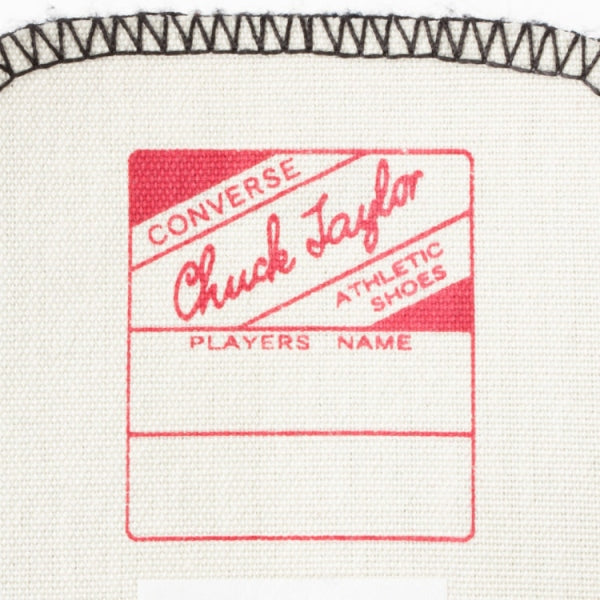 CONVERSE
Chuck Taylor
ATHLETIC
SHOES
PLAYERS NAME